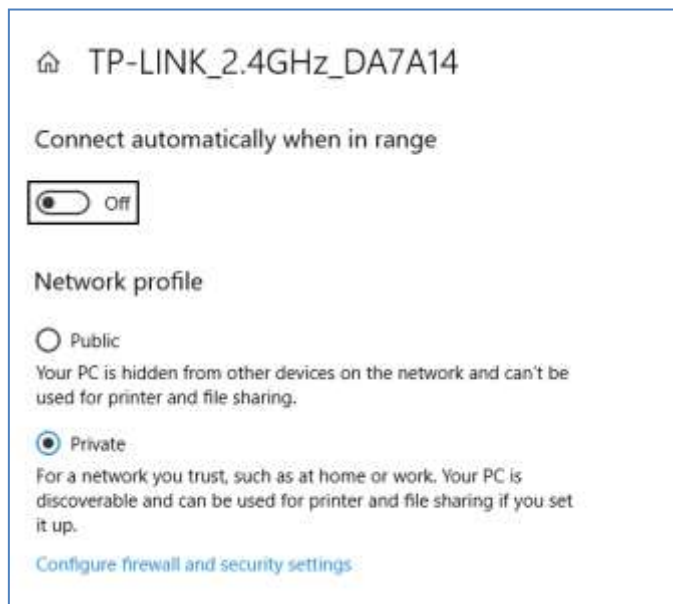 TP-LINK_2.4GHz_DA7A14
Connect automatically when in range
Off
Network profile
Public
Your PC is hidden from other devices on the network and can't be
used for printer and file sharing.
Private
For a network you trust, such as at home or work. Your PC is
discoverable and can be used for printer and file sharing if you set
it up.
Configure firewall and security settings